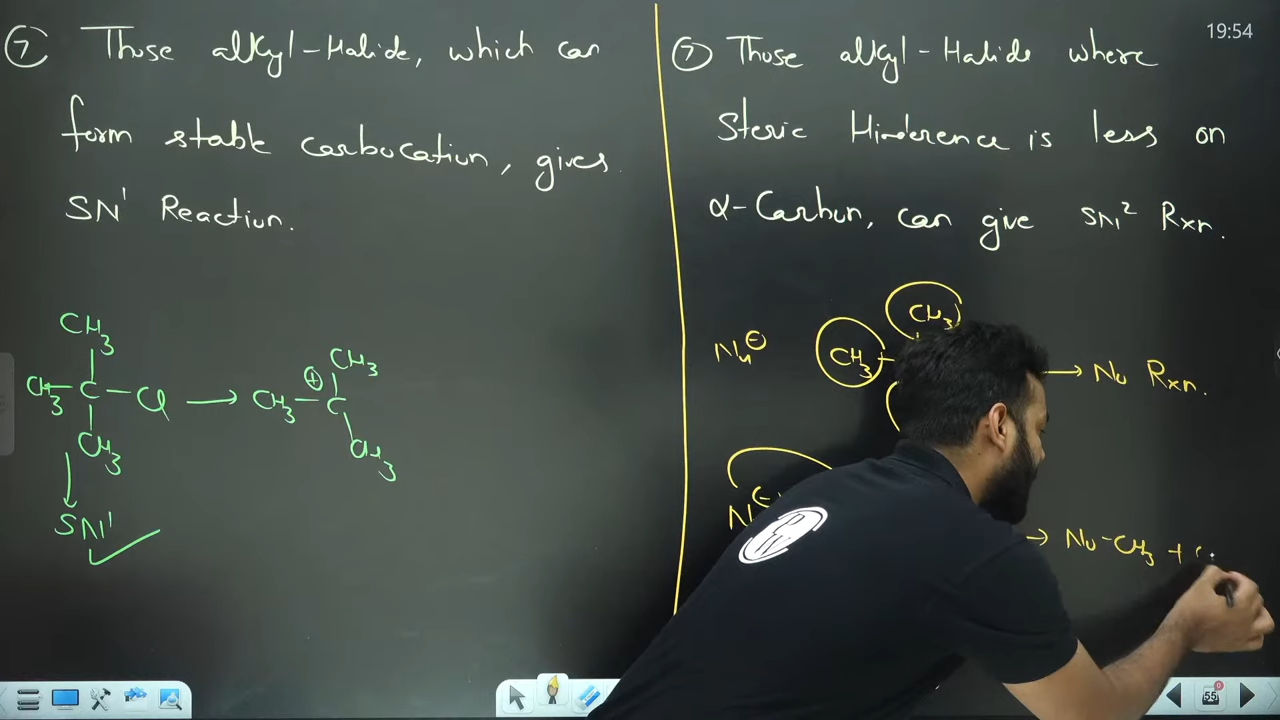 19:54
⑦ Those alkyl-Halide, which can
form stable carbocation, gives
SN¹ Reaction.
CH₃
CH₃-C-Cl → CH₃-C⊕
CH₃
CH₃
CH₃
SN¹
⑦ Those alkyl-Halide where
Steric Hinderence is less on
α-Carbon, can give SN² Rxn.
CH₃
Nu⊖ CH₃- → No Rxn.
→ Nu-CH₃ +
55